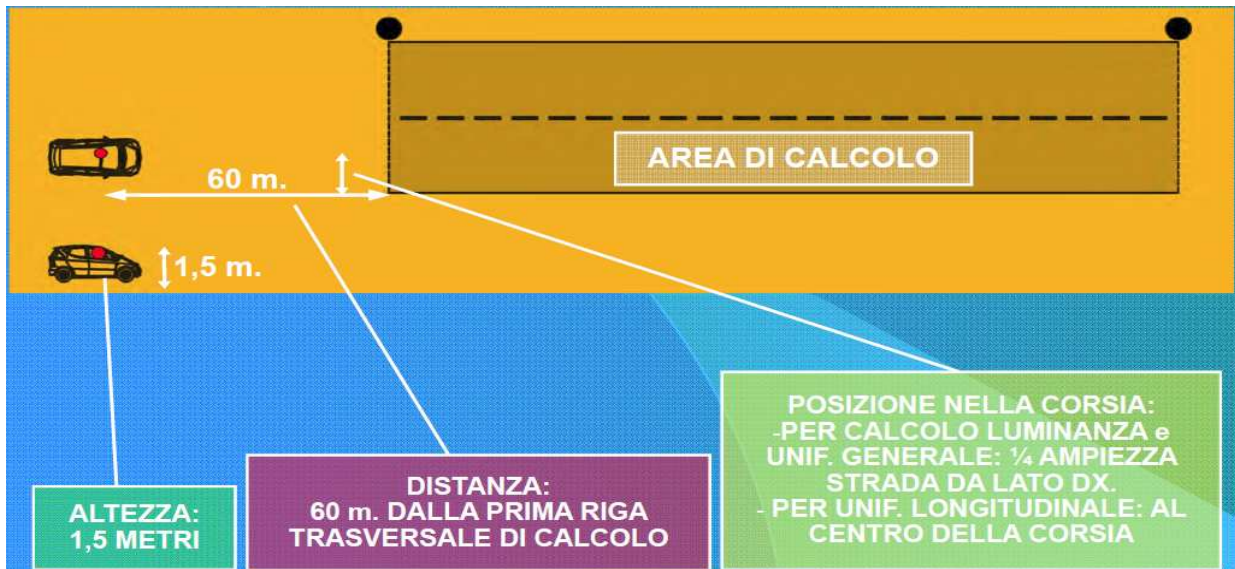 AREA DI CALCOLO
60 m.
1,5 m.
ALTEZZA:
1,5 METRI
DISTANZA:
60 m. DALLA PRIMA RIGA
TRASVERSALE DI CALCOLO
POSIZIONE NELLA CORSIA:
-PER CALCOLO LUMINANZA e
UNIF. GENERALE: ¼ AMPIEZZA
STRADA DA LATO DX.
- PER UNIF. LONGITUDINALE: AL
CENTRO DELLA CORSIA